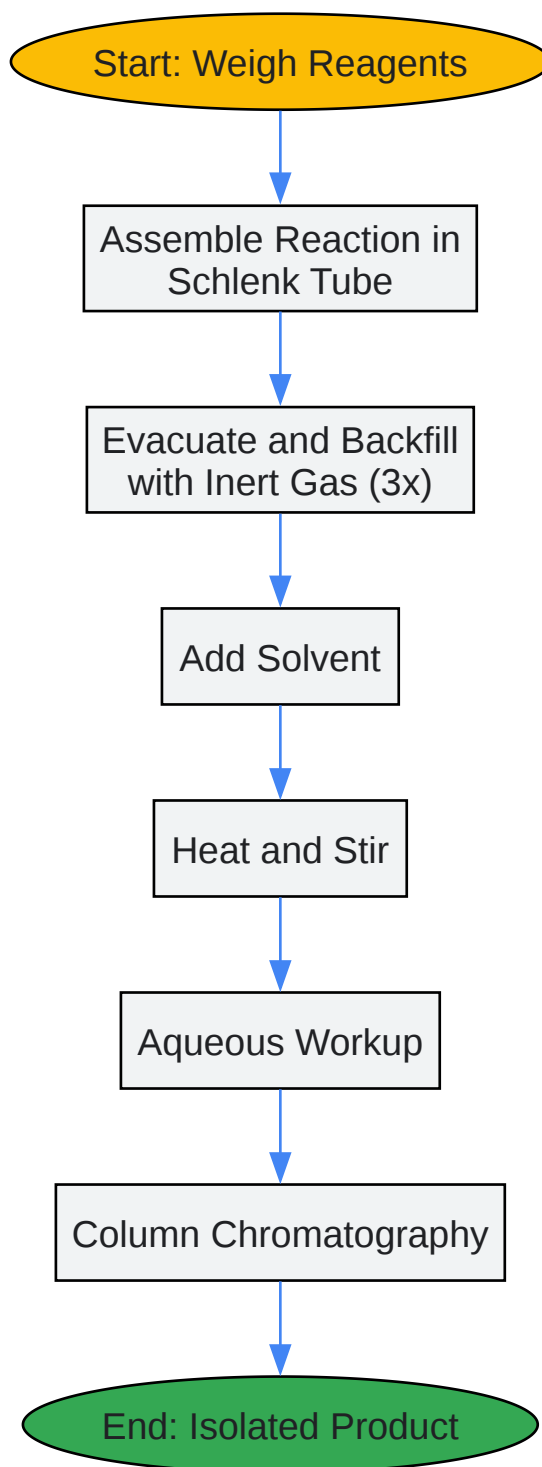 Start: Weigh Reagents
Assemble Reaction in
Schlenk Tube
Evacuate and Backfill
with Inert Gas (3x)
Add Solvent
Heat and Stir
Aqueous Workup
Column Chromatography
End: Isolated Product